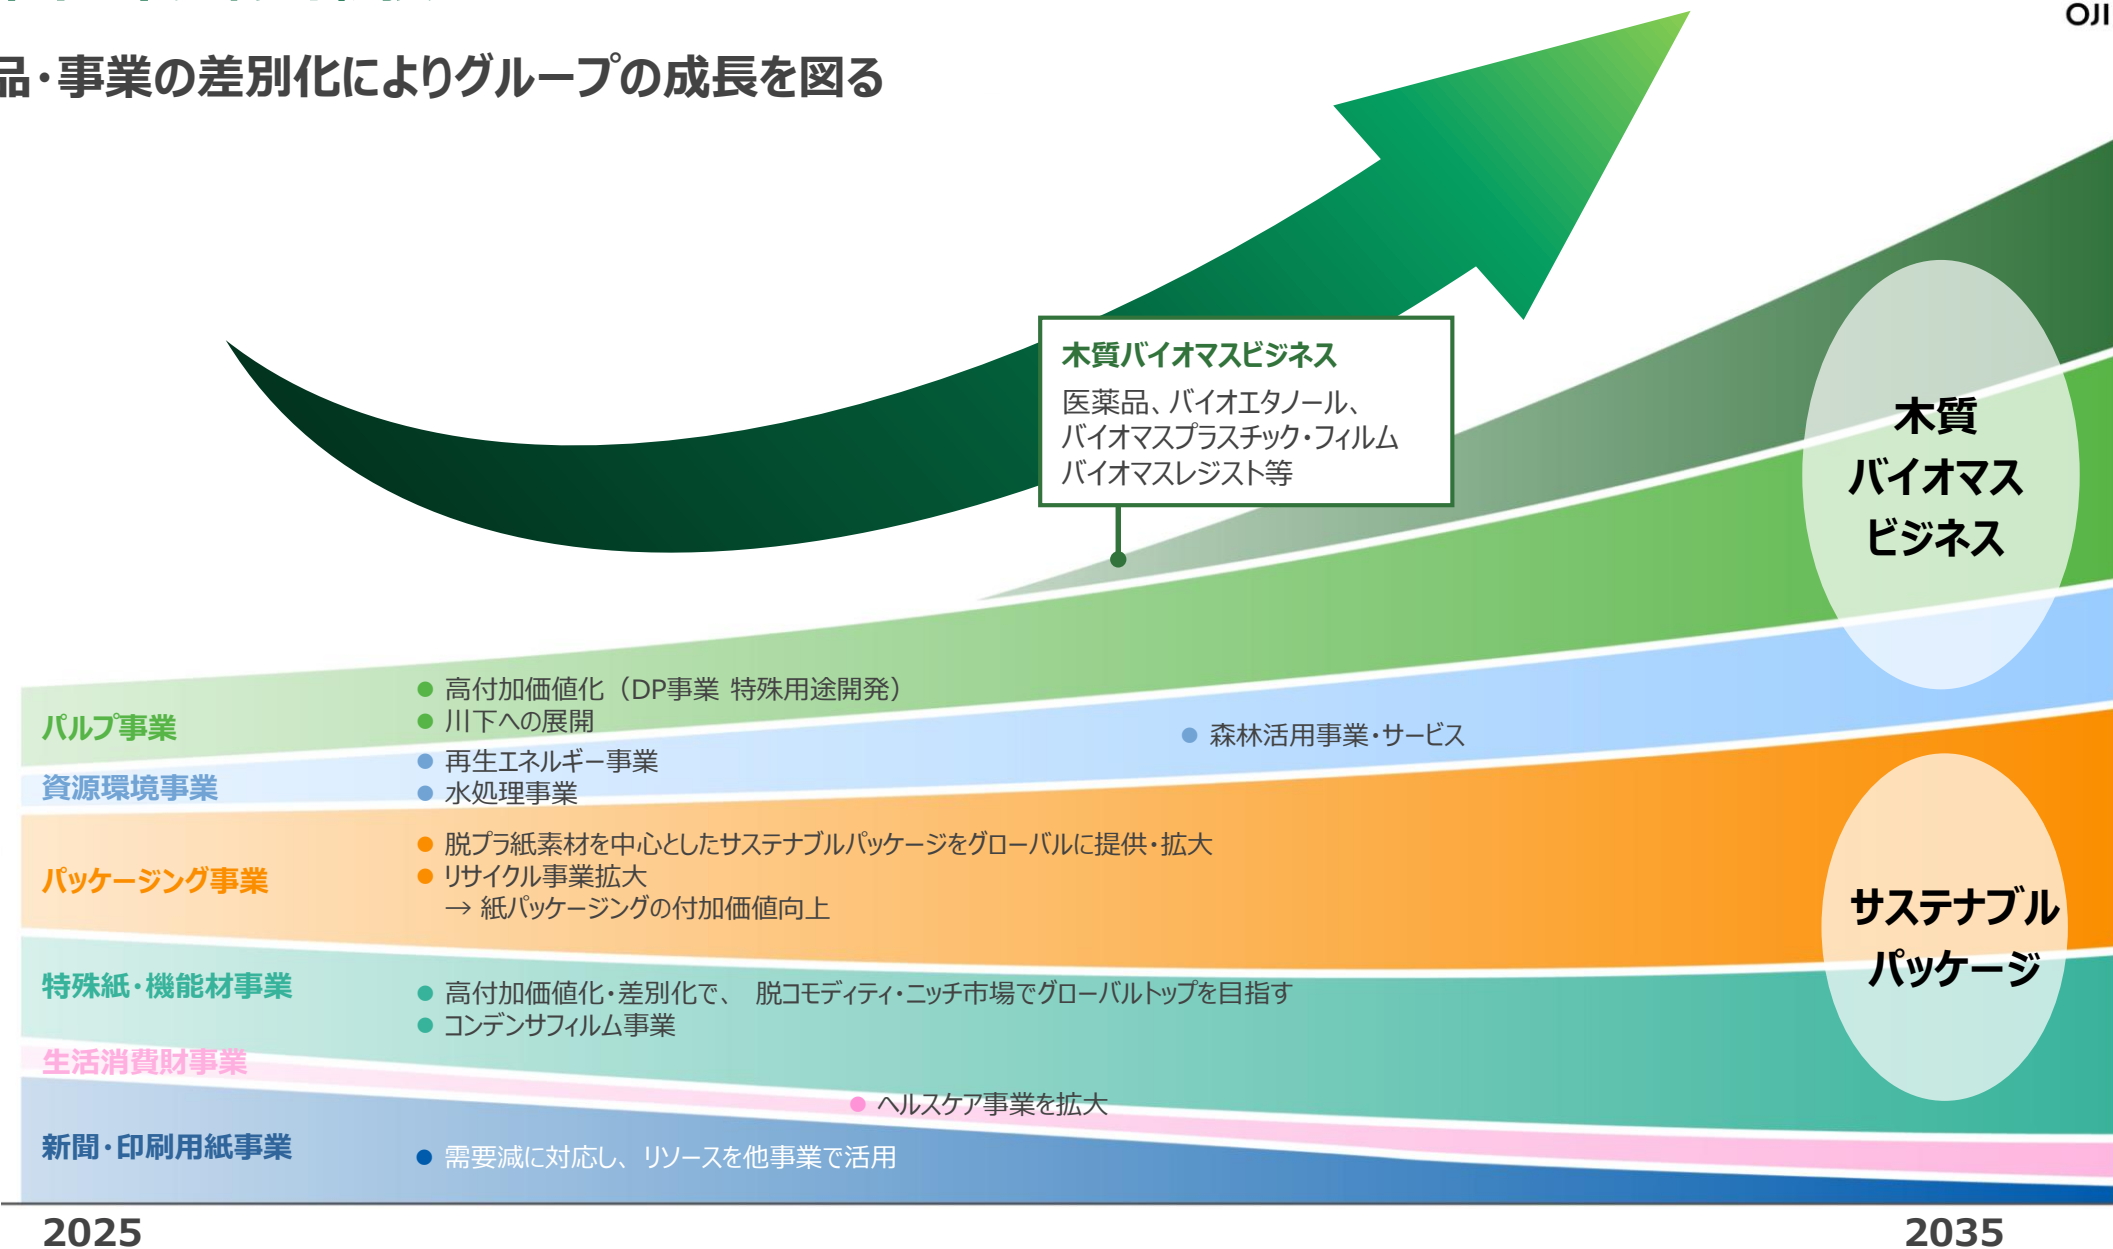 OJI
品・事業の差別化によりグループの成長を図る
木質バイオマスビジネス
医薬品、バイオエタノール、
バイオマスプラスチック・フィルム
バイオマスレジスト等
木質
バイオマス
ビジネス
パルプ事業
● 高付加価値化（DP事業 特殊用途開発）
● 川下への展開
資源環境事業
● 再生エネルギー事業
● 水処理事業
● 森林活用事業・サービス
パッケージング事業
● 脱プラ紙素材を中心としたサステナブルパッケージをグローバルに提供・拡大
● リサイクル事業拡大
→ 紙パッケージングの付加価値向上
サステナブル
パッケージ
特殊紙・機能材事業
● 高付加価値化・差別化で、 脱コモディティ・ニッチ市場でグローバルトップを目指す
● コンデンサフィルム事業
生活消費財事業
● ヘルスケア事業を拡大
新聞・印刷用紙事業
● 需要減に対応し、リソースを他事業で活用
2025
2035